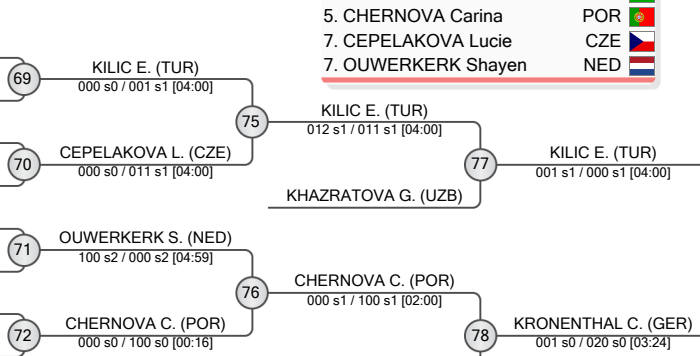 5. CHERNOVA Carina POR
7. CEPELAKOVA Lucie CZE
7. OUWERKERK Shayen NED
69
KILIC E. (TUR)
000 s0 / 001 s1 [04:00]
75
KILIC E. (TUR)
012 s1 / 011 s1 [04:00]
70
CEPELAKOVA L. (CZE)
000 s0 / 011 s1 [04:00]
77
KILIC E. (TUR)
001 s1 / 000 s1 [04:00]
KHAZRATOVA G. (UZB)
71
OUWERKERK S. (NED)
100 s2 / 000 s2 [04:59]
76
CHERNOVA C. (POR)
000 s1 / 100 s1 [02:00]
72
CHERNOVA C. (POR)
000 s0 / 100 s0 [00:16]
78
KRONENTHAL C. (GER)
001 s0 / 020 s0 [03:24]